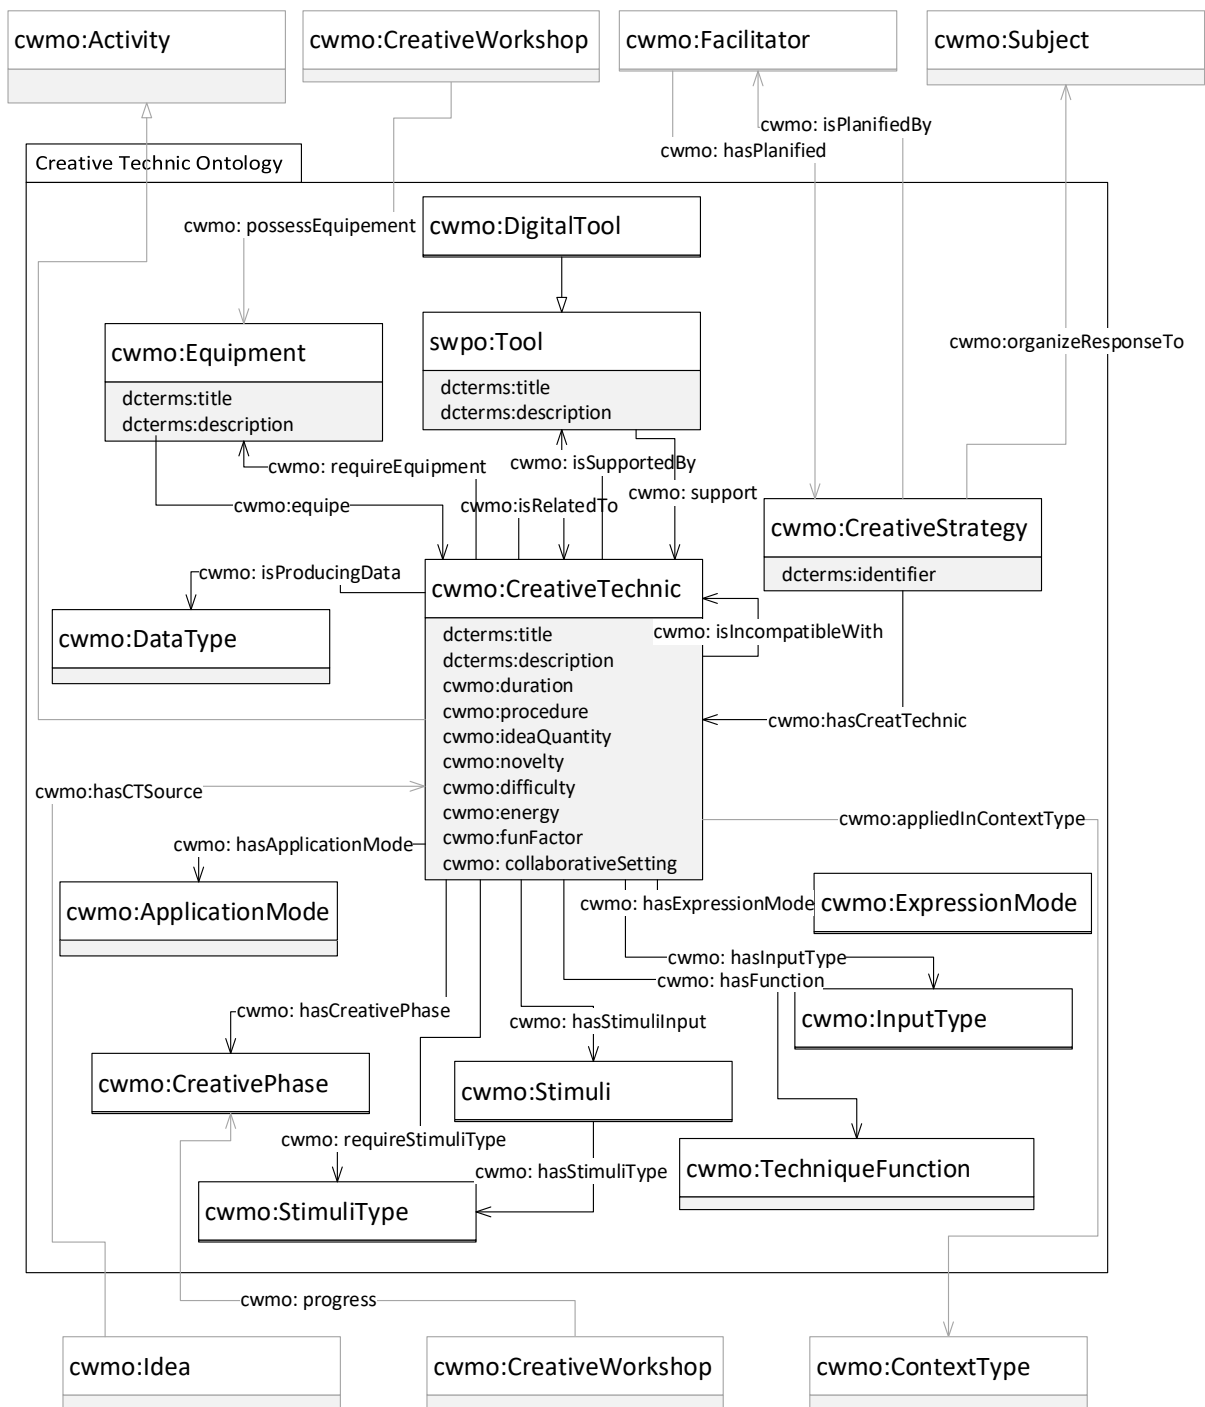 cwmo:Activity
cwmo:CreativeWorkshop
cwmo:Facilitator
cwmo:Subject
cwmo: isPlanifiedBy
cwmo: hasPlanified
Creative Technic Ontology
cwmo: possessEquipement
cwmo:DigitalTool
cwmo:Equipment
dcterms:title
dcterms:description
swpo:Tool
dcterms:title
dcterms:description
cwmo:organizeResponseTo
cwmo: requireEquipment
cwmo: isSupportedBy
cwmo: support
cwmo:equipe
cwmo:isRelatedTo
cwmo:CreativeStrategy
dcterms:identifier
cwmo: isProducingData
cwmo:DataType
cwmo:CreativeTechnic
dcterms:title
dcterms:description
cwmo:duration
cwmo:procedure
cwmo:ideaQuantity
cwmo:novelty
cwmo:difficulty
cwmo:energy
cwmo:funFactor
cwmo: collaborativeSetting
cwmo: isIncompatibleWith
cwmo:hasCreatTechnic
cwmo:hasCTSource
cwmo:appliedInContextType
cwmo: hasApplicationMode
cwmo:ApplicationMode
cwmo: hasExpressionMode
cwmo:ExpressionMode
cwmo: hasInputType
cwmo: hasFunction
cwmo:InputType
cwmo: hasCreativePhase
cwmo: hasStimuliInput
cwmo:CreativePhase
cwmo:Stimuli
cwmo: requireStimuliType
cwmo: hasStimuliType
cwmo:TechniqueFunction
cwmo:StimuliType
cwmo: progress
cwmo:Idea
cwmo:CreativeWorkshop
cwmo:ContextType